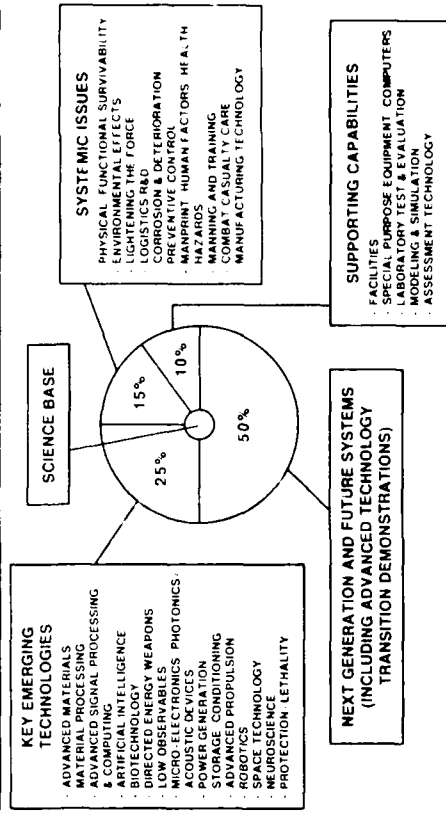 KEY EMERGING
TECHNOLOGIES
· ADVANCED MATERIALS
MATERIAL PROCESSING
· ADVANCED SIGNAL PROCESSING
& COMPUTING
· ARTIFICIAL INTELLIGENCE
· BIOTECHNOLOGY
· DIRECTED ENERGY WEAPONS
· LOW OBSERVABLES
· MICRO-ELECTRONICS PHOTONICS
ACOUSTIC DEVICES
· POWER GENERATION
STORAGE CONDITIONING
· ADVANCED PROPULSION
· ROBOTICS
· SPACE TECHNOLOGY
· NEUROSCIENCE
· PROTECTION LETHALITY
SCIENCE BASE
25%
15%
10%
50%
SYSTEMIC ISSUES
PHYSICAL FUNCTIONAL SURVIVABILITY
· ENVIRONMENTAL EFFECTS
· LIGHTENING THE FORCE
· LOGISTICS R&D
· CORROSION & DETERIORATION
PREVENTIVE CONTROL
· MANPRINT HUMAN FACTORS HEALTH
HAZARDS
· MANNING AND TRAINING
· COMBAT CASUALTY CARE
· MANUFACTURING TECHNOLOGY
NEXT GENERATION AND FUTURE SYSTEMS
(INCLUDING ADVANCED TECHNOLOGY
TRANSITION DEMONSTRATIONS)
SUPPORTING CAPABILITIES
· FACILITIES
· SPECIAL PURPOSE EQUIPMENT COMPUTERS
· LABORATORY TEST & EVALUATION
· MODELING & SIMULATION
· ASSESSMENT TECHNOLOGY